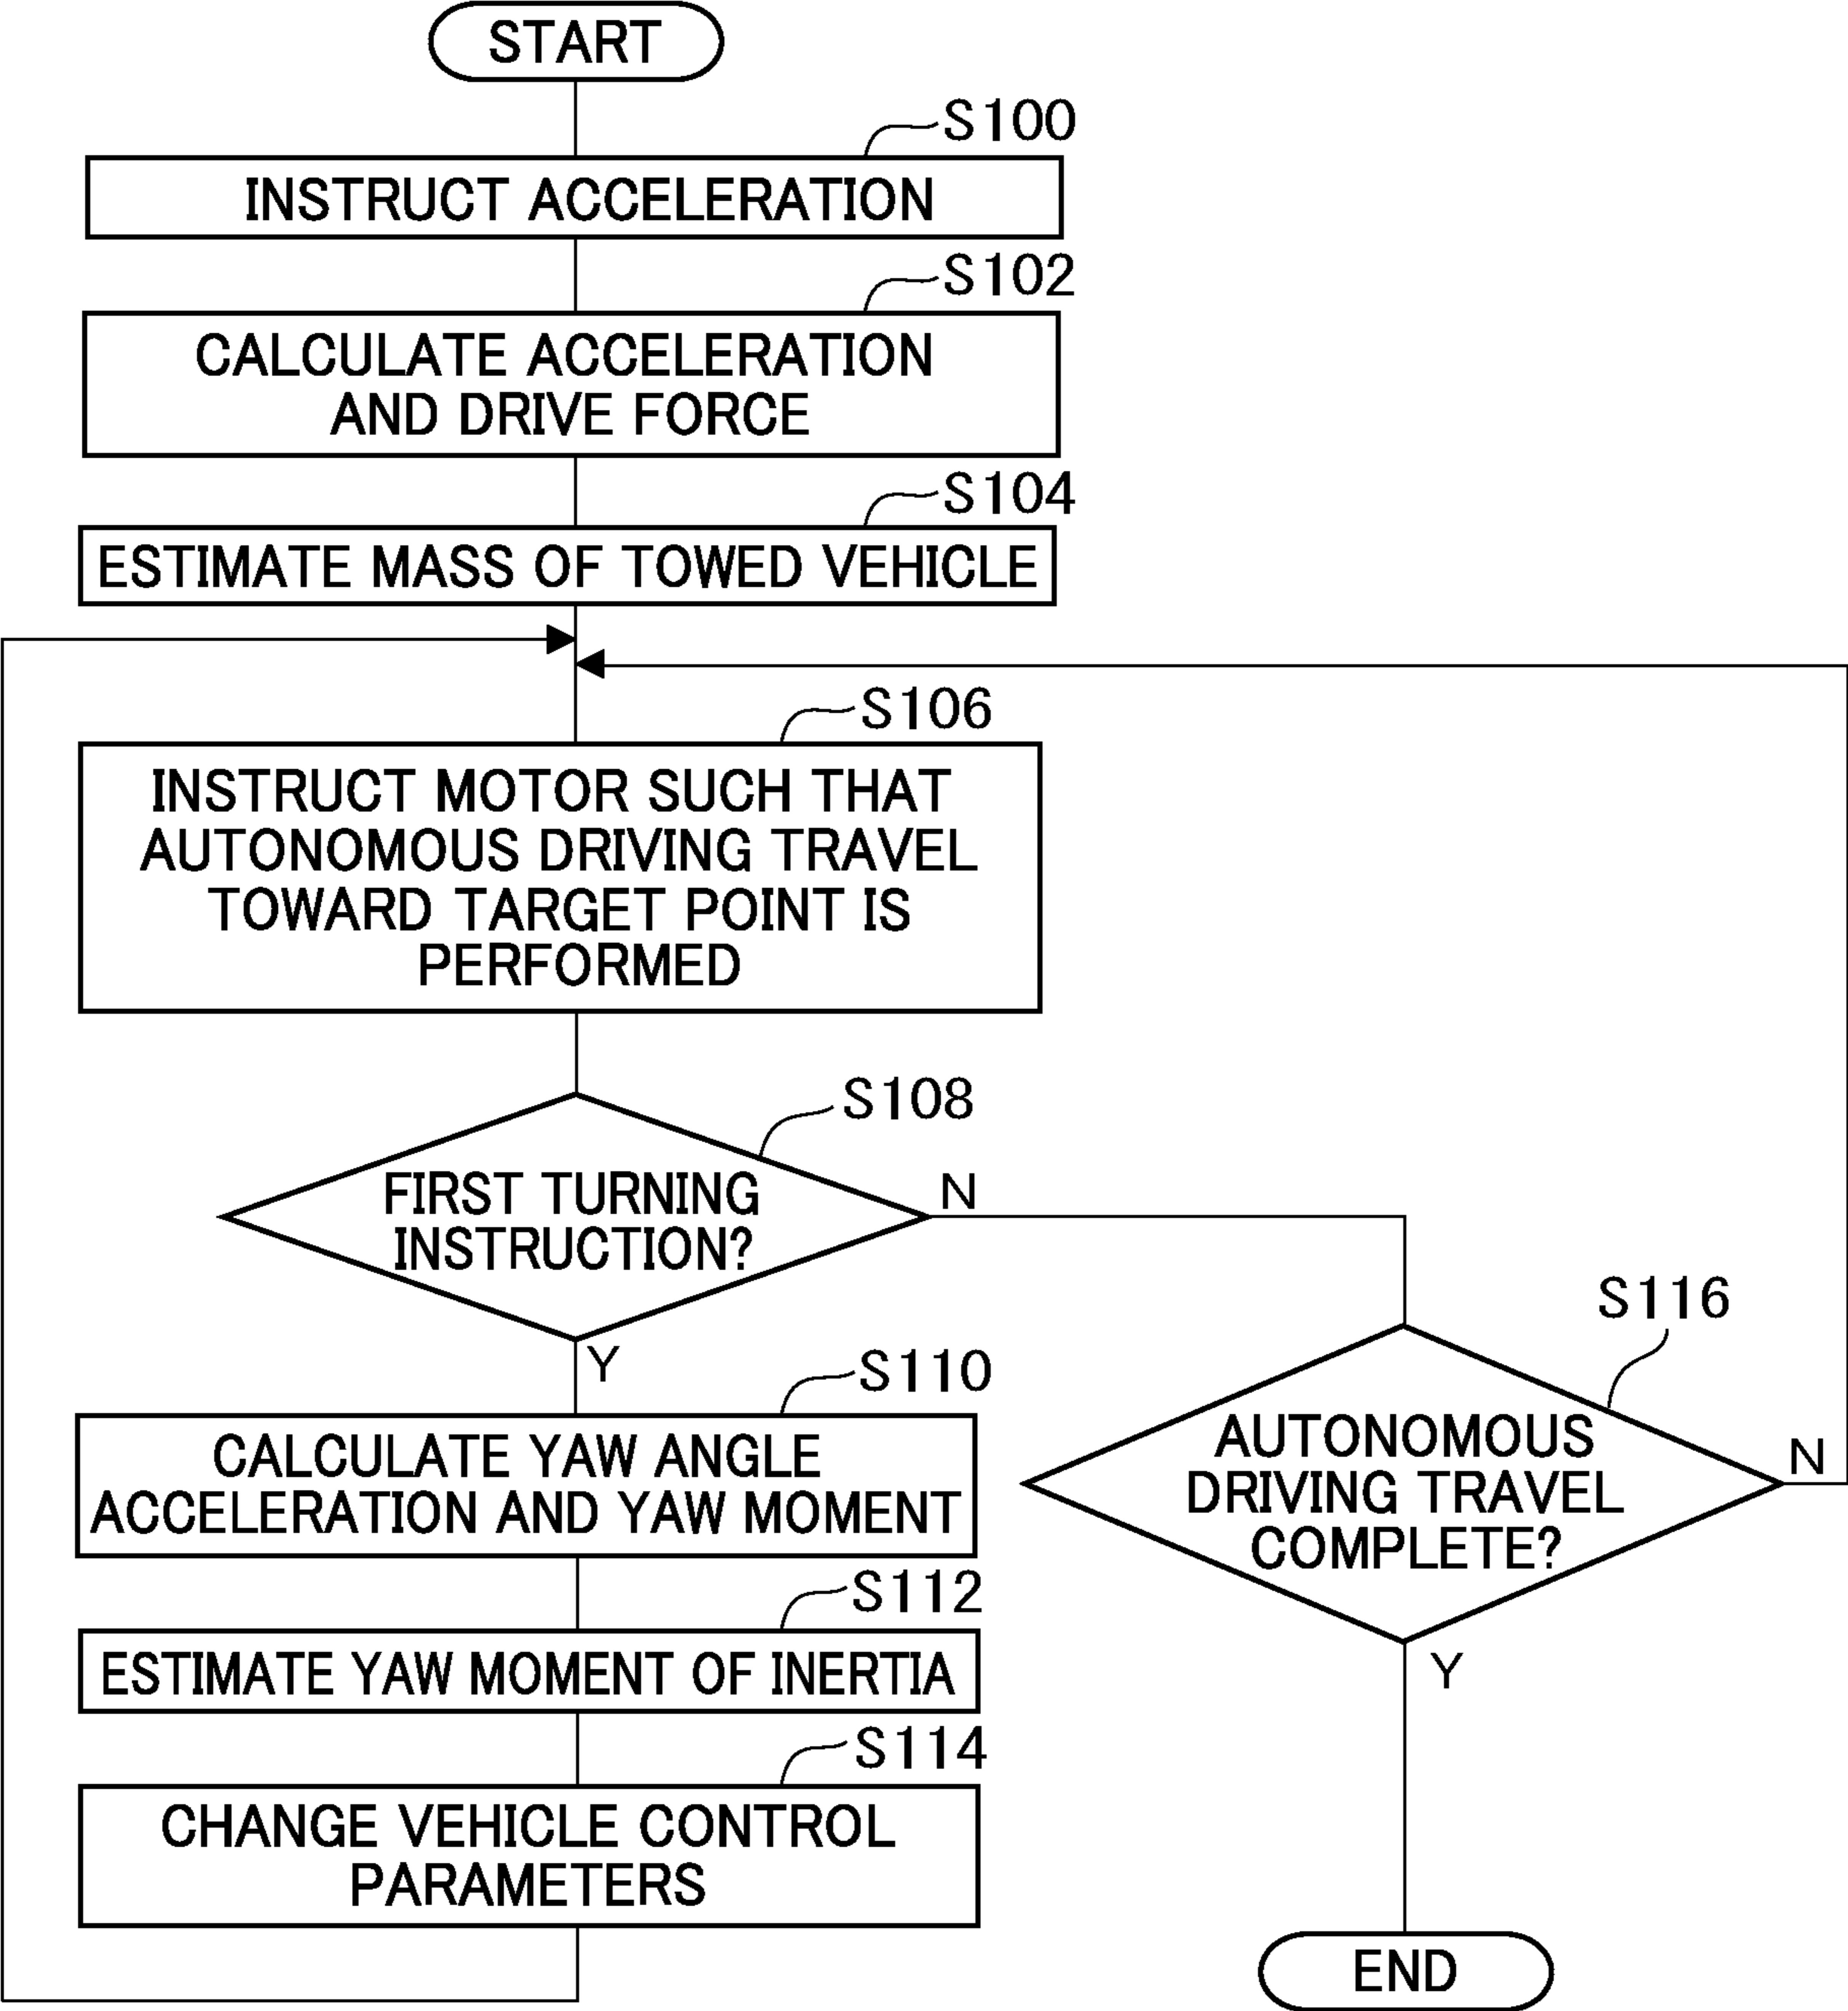 START
S100
INSTRUCT ACCELERATION
S102
CALCULATE ACCELERATION
AND DRIVE FORCE
S104
ESTIMATE MASS OF TOWED VEHICLE
S106
INSTRUCT MOTOR SUCH THAT
AUTONOMOUS DRIVING TRAVEL
TOWARD TARGET POINT IS
PERFORMED
S108
FIRST TURNING
INSTRUCTION?
N
Y
S110
CALCULATE YAW ANGLE
ACCELERATION AND YAW MOMENT
S112
ESTIMATE YAW MOMENT OF INERTIA
S114
CHANGE VEHICLE CONTROL
PARAMETERS
S116
AUTONOMOUS
DRIVING TRAVEL
COMPLETE?
N
Y
END